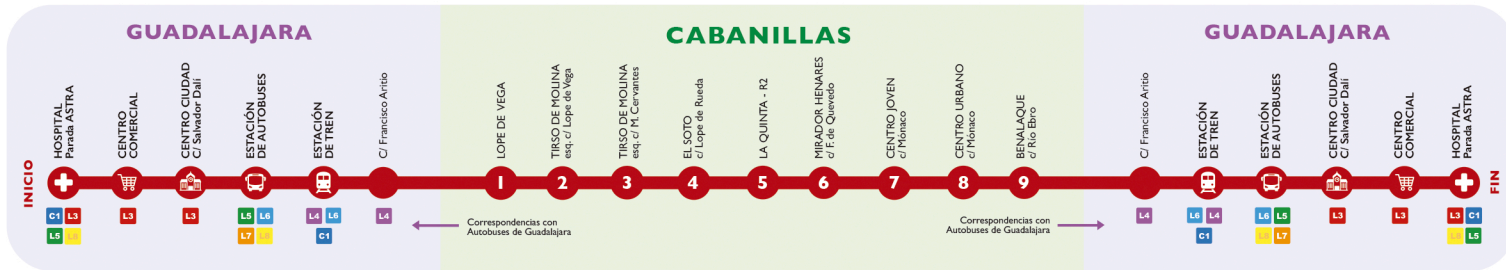 GUADALAJARA
CABANILLAS
GUADALAJARA
INICIO
HOSPITAL
Parada ASTRA
CENTRO
COMERCIAL
CENTRO CIUDAD
C/ Salvador Dalí
ESTACIÓN
DE AUTOBUSES
ESTACIÓN
DE TREN
C/ Francisco Aritio
LOPE DE VEGA
TIRSO DE MOLINA
esq. c/ Lope de Vega
TIRSO DE MOLINA
esq. c/ M. Cervantes
EL SOTO
c/ Lope de Rueda
LA QUINTA - R2
MIRADOR HENARES
c/ F. de Quevedo
CENTRO JOVEN
c/ Mónaco
CENTRO URBANO
c/ Mónaco
BENALAQUE
c/ Río Ebro
C/ Francisco Aritio
ESTACIÓN
DE TREN
ESTACIÓN
DE AUTOBUSES
CENTRO CIUDAD
C/ Salvador Dalí
CENTRO
COMERCIAL
HOSPITAL
Parada ASTRA
FIN
1 2 3 4 5 6 7 8 9
C1 L3
L5
L3
L3
L5 L6
L7
L4 L6
C1
L4
Correspondencias con
Autobuses de Guadalajara
Correspondencias con
Autobuses de Guadalajara
L4
L6 L4
C1
L6 L5
L7
L3
L3
L3 C1
L5